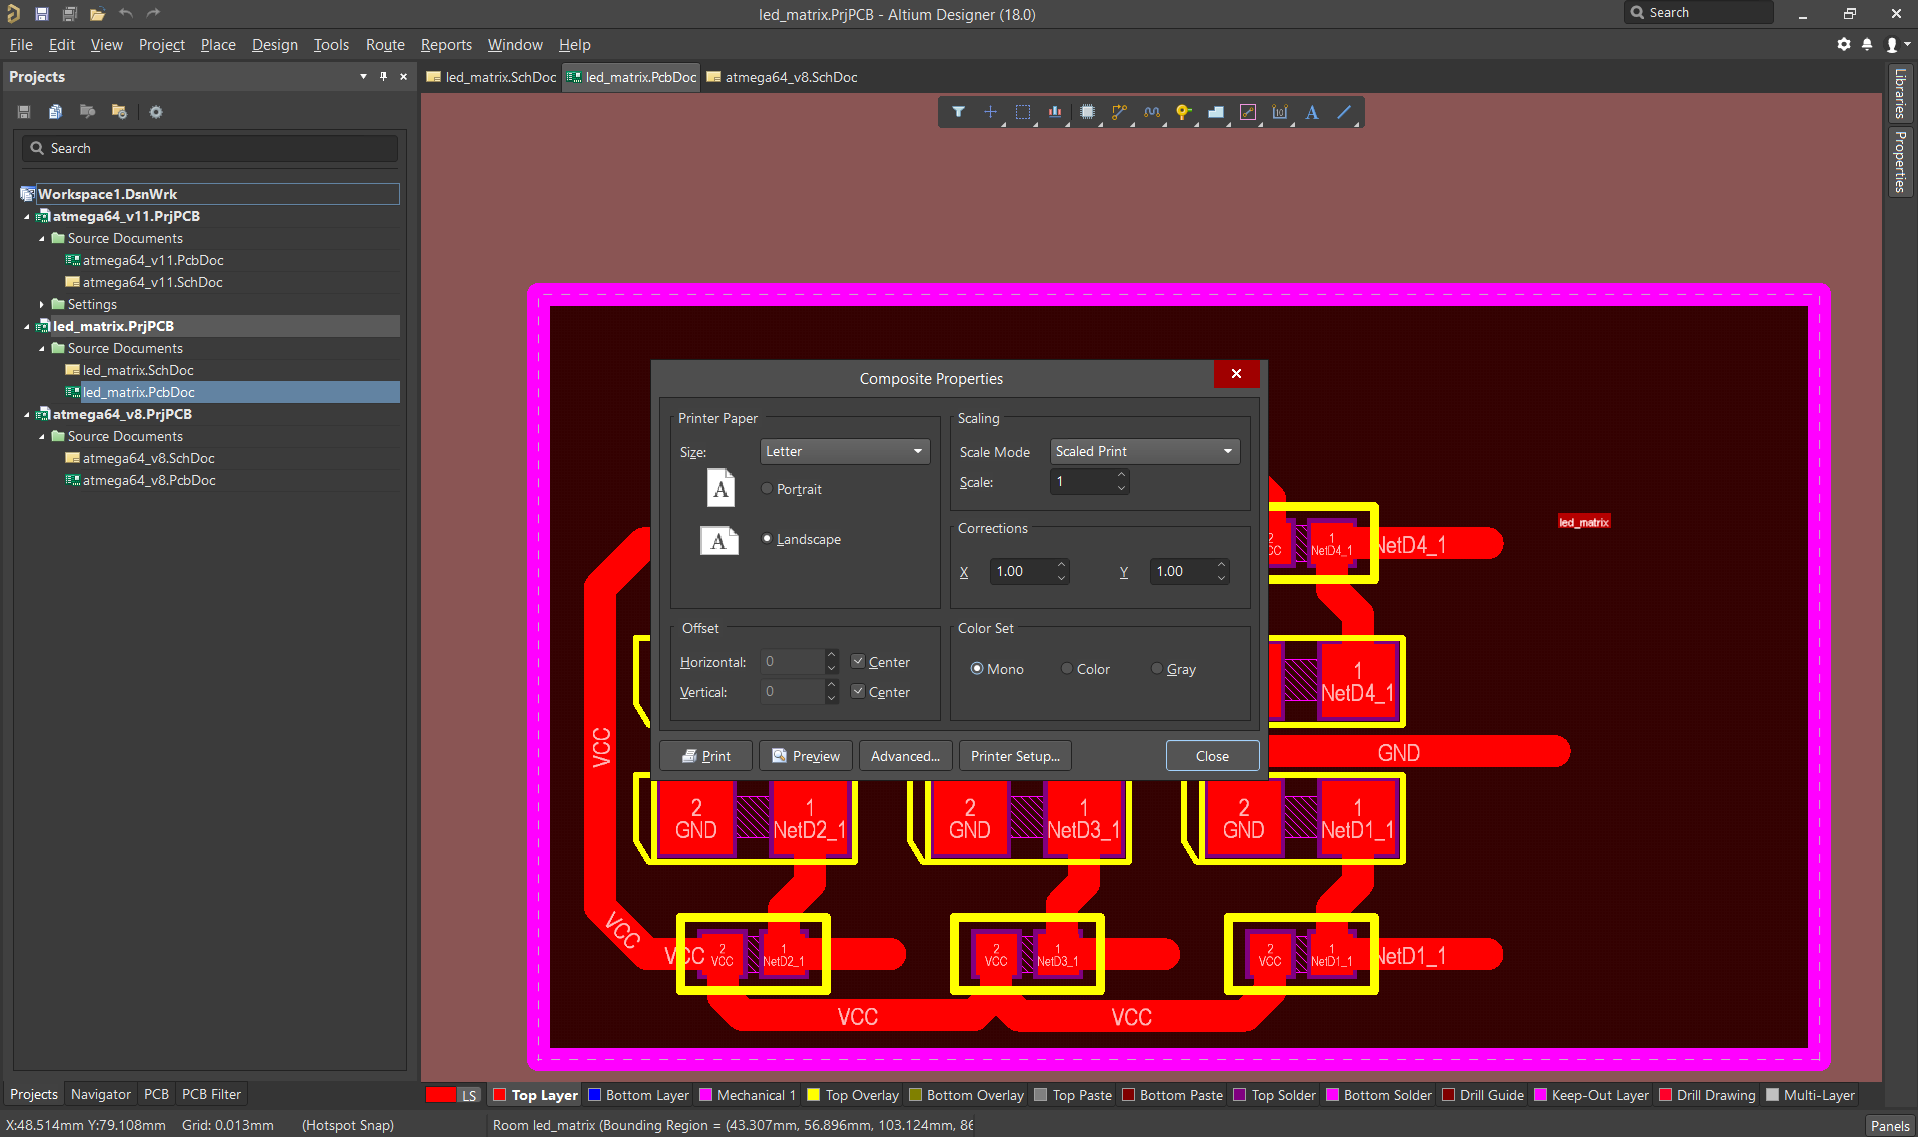 led_matrix.PrjPCB - Altium Designer (18.0)
Search
File Edit View Project Place Design Tools Route Reports Window Help
Projects
led_matrix.SchDoc
led_matrix.PcbDoc
atmega64_v8.SchDoc
Search
Workspace1.DsnWrk
atmega64_v11.PrjPCB
Source Documents
atmega64_v11.PcbDoc
atmega64_v11.SchDoc
Settings
led_matrix.PrjPCB
Source Documents
led_matrix.SchDoc
led_matrix.PcbDoc
atmega64_v8.PrjPCB
Source Documents
atmega64_v8.SchDoc
atmega64_v8.PcbDoc
Libraries
Properties
Composite Properties
Printer Paper
Size: Letter
A
Portrait
A
Landscape
Scaling
Scale Mode Scaled Print
Scale: 1
Corrections
X 1.00 Y 1.00
Offset
Horizontal: 0 Center
Vertical: 0 Center
Color Set
Mono Color Gray
Print Preview Advanced... Printer Setup... Close
led_matrix
2
CC
1
NetD4_1
NetD4_1
1
NetD4_1
GND
VCC
2
GND
1
NetD2_1
2
GND
1
NetD3_1
2
GND
1
NetD1_1
VCC
VCC
2
VCC
1
NetD2_1
2
VCC
1
NetD3_1
2
VCC
1
NetD1_1
NetD1_1
VCC
VCC
Projects Navigator PCB PCB Filter
LS Top Layer Bottom Layer Mechanical 1 Top Overlay Bottom Overlay Top Paste Bottom Paste Top Solder Bottom Solder Drill Guide Keep-Out Layer Drill Drawing Multi-Layer
X:48.514mm Y:79.108mm Grid: 0.013mm (Hotspot Snap)
Room led_matrix (Bounding Region = (43.307mm, 56.896mm, 103.124mm, 86
Panels